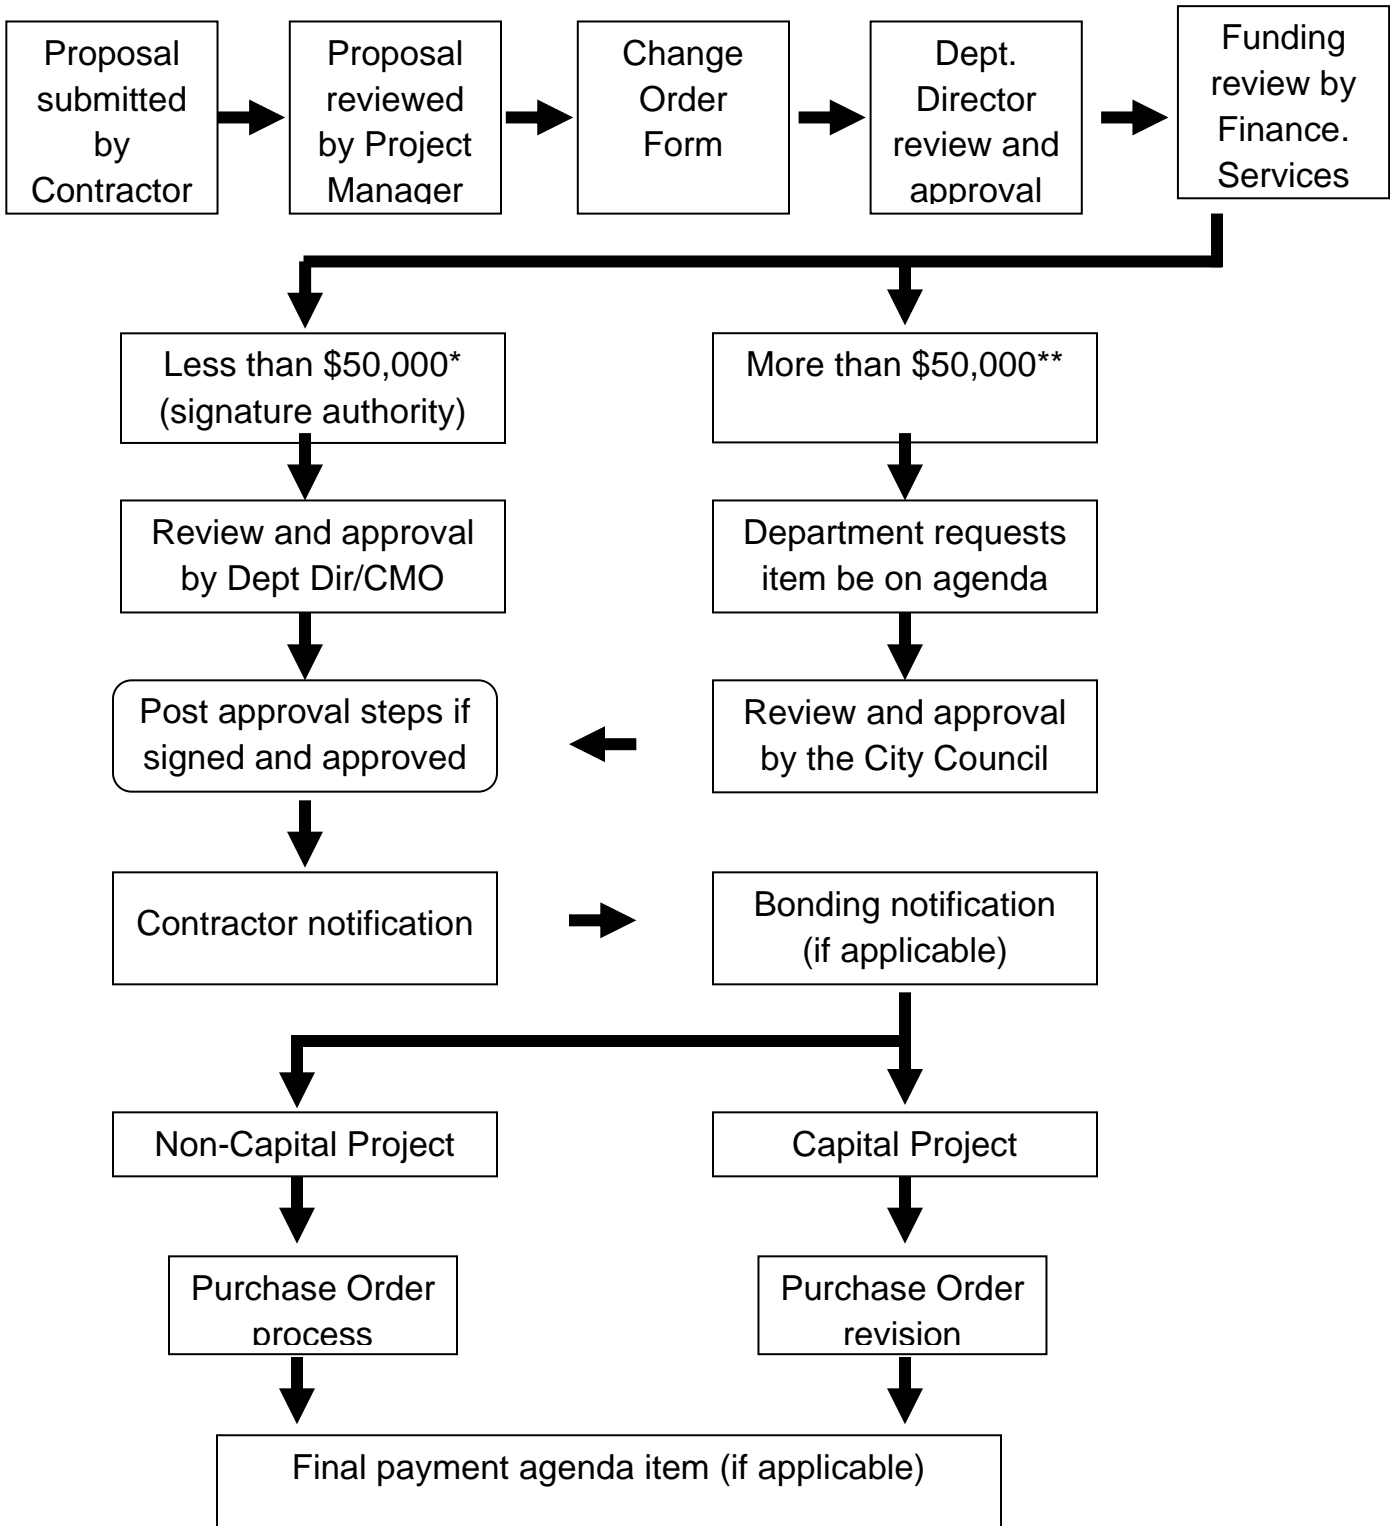 Proposal
submitted
by
Contractor
Proposal
reviewed
by Project
Manager
Change
Order
Form
Dept.
Director
review and
approval
Funding
review by
Finance.
Services
Less than $50,000*
(signature authority)
More than $50,000**
Review and approval
by Dept Dir/CMO
Department requests
item be on agenda
Post approval steps if
signed and approved
Review and approval
by the City Council
Contractor notification
Bonding notification
(if applicable)
Non-Capital Project
Capital Project
Purchase Order
process
Purchase Order
revision
Final payment agenda item (if applicable)